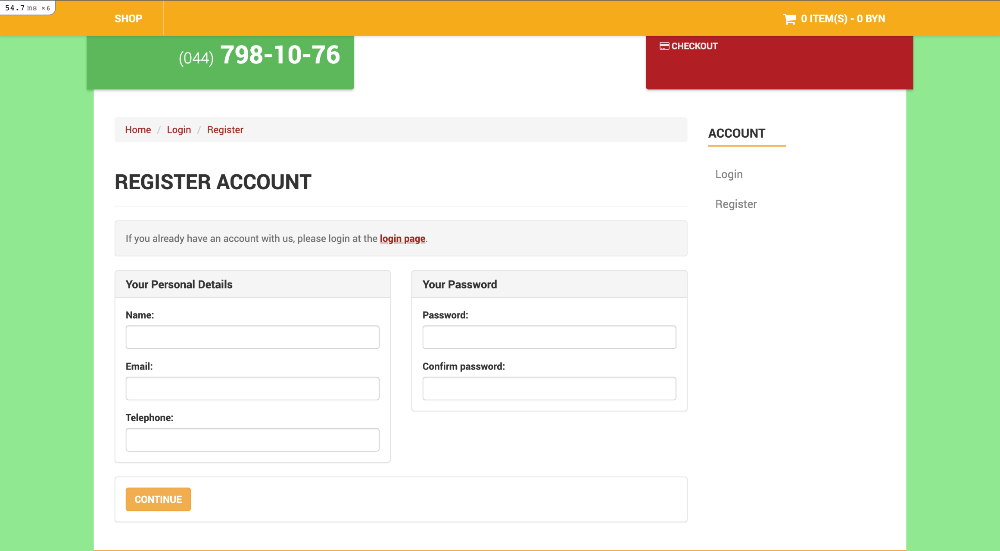 54.7 ms ×6
SHOP
0 ITEM(S) - 0 BYN
(044) 798-10-76
CHECKOUT
Home / Login / Register
ACCOUNT
Login
Register
REGISTER ACCOUNT
If you already have an account with us, please login at the login page.
Your Personal Details
Name:
Email:
Telephone:
Your Password
Password:
Confirm password:
CONTINUE